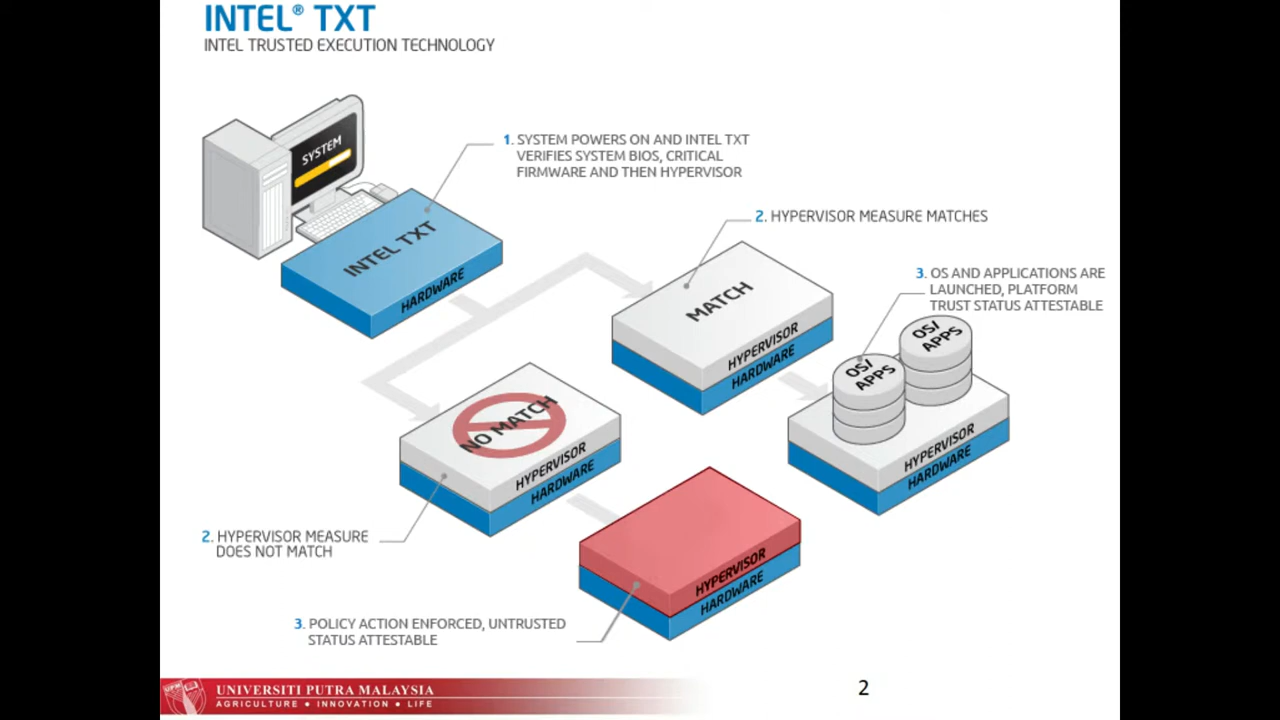 INTEL® TXT
INTEL TRUSTED EXECUTION TECHNOLOGY
SYSTEM
1. SYSTEM POWERS ON AND INTEL TXT
VERIFIES SYSTEM BIOS, CRITICAL
FIRMWARE AND THEN HYPERVISOR
INTEL TXT
HARDWARE
2. HYPERVISOR MEASURE MATCHES
MATCH
HYPERVISOR
HARDWARE
3. OS AND APPLICATIONS ARE
LAUNCHED, PLATFORM
TRUST STATUS ATTESTABLE
OS/
APPS
OS/
APPS
HYPERVISOR
HARDWARE
NO MATCH
HYPERVISOR
HARDWARE
2. HYPERVISOR MEASURE
DOES NOT MATCH
HYPERVISOR
HARDWARE
3. POLICY ACTION ENFORCED, UNTRUSTED
STATUS ATTESTABLE
UPM
UNIVERSITI PUTRA MALAYSIA
AGRICULTURE • INNOVATION • LIFE
2